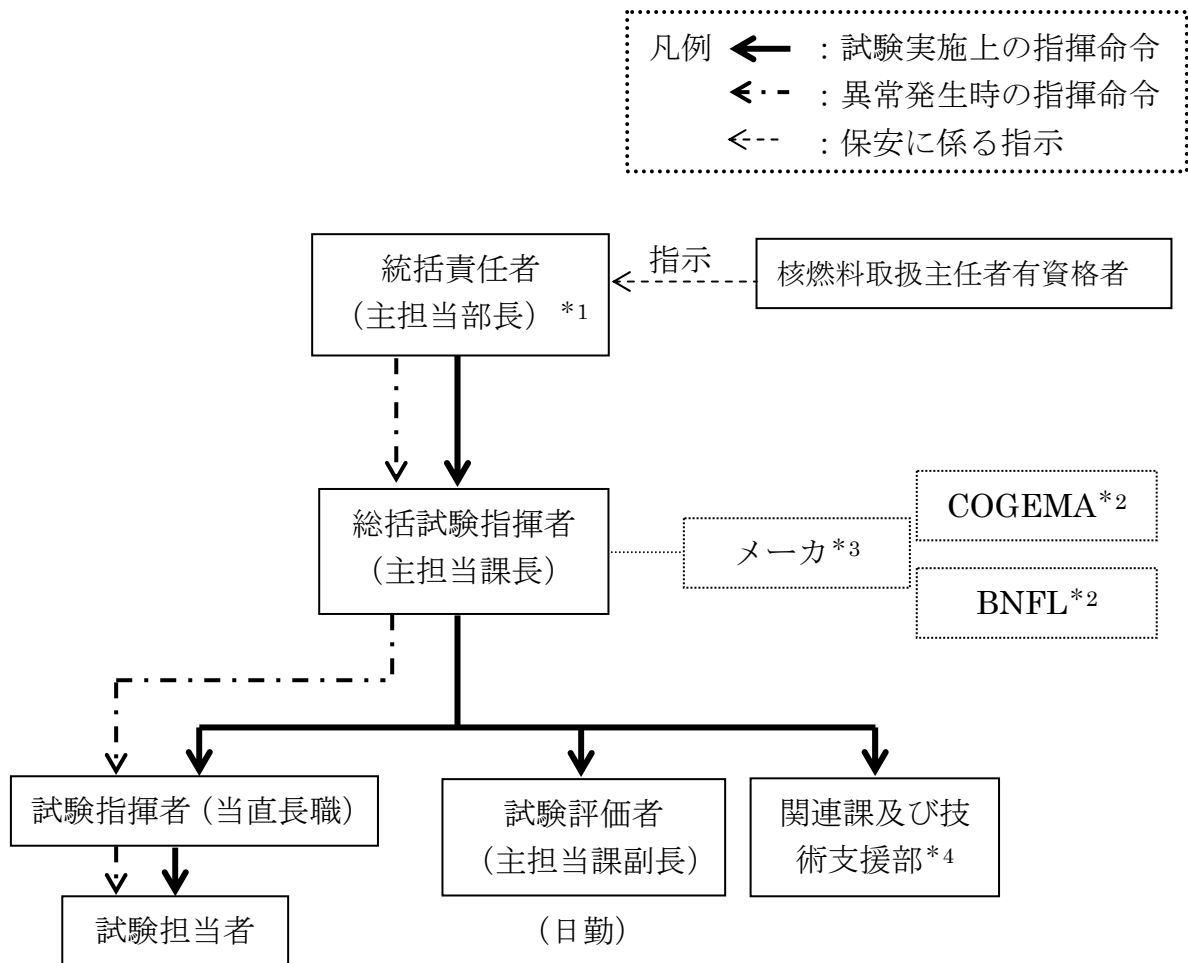 凡例 : 試験実施上の指揮命令
: 異常発生時の指揮命令
: 保安に係る指示
統括責任者
(主担当部長) *1
指示
核燃料取扱主任者有資格者
総括試験指揮者
(主担当課長)
メーカ*3
COGEMA*2
BNFL*2
試験指揮者(当直長職)
試験評価者
(主担当課副長)
関連課及び技
術支援部*4
試験担当者
(日勤)